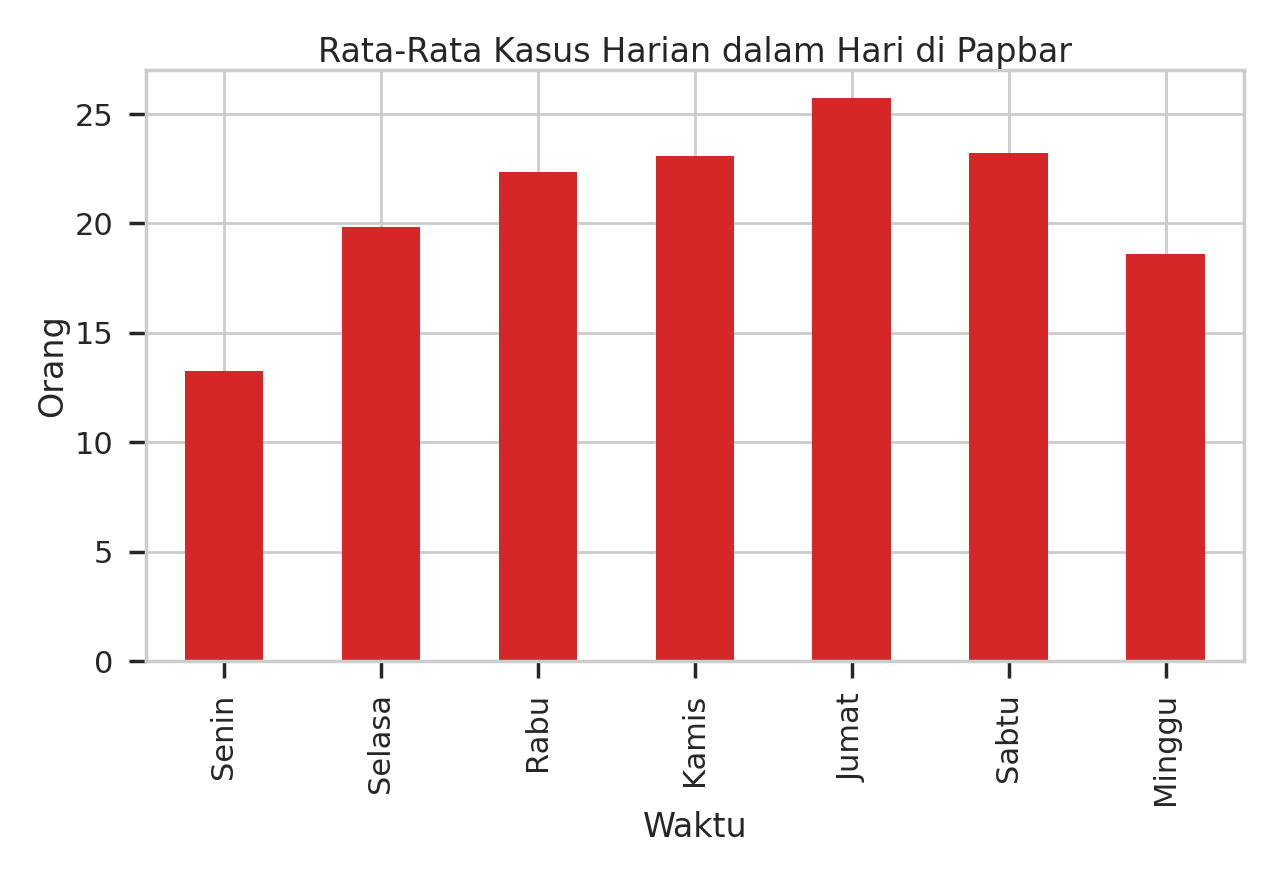 Rata-Rata Kasus Harian dalam Hari di Papbar
Orang
25
20
15
10
5
0
Senin
Selasa
Rabu
Kamis
Jumat
Sabtu
Minggu
Waktu